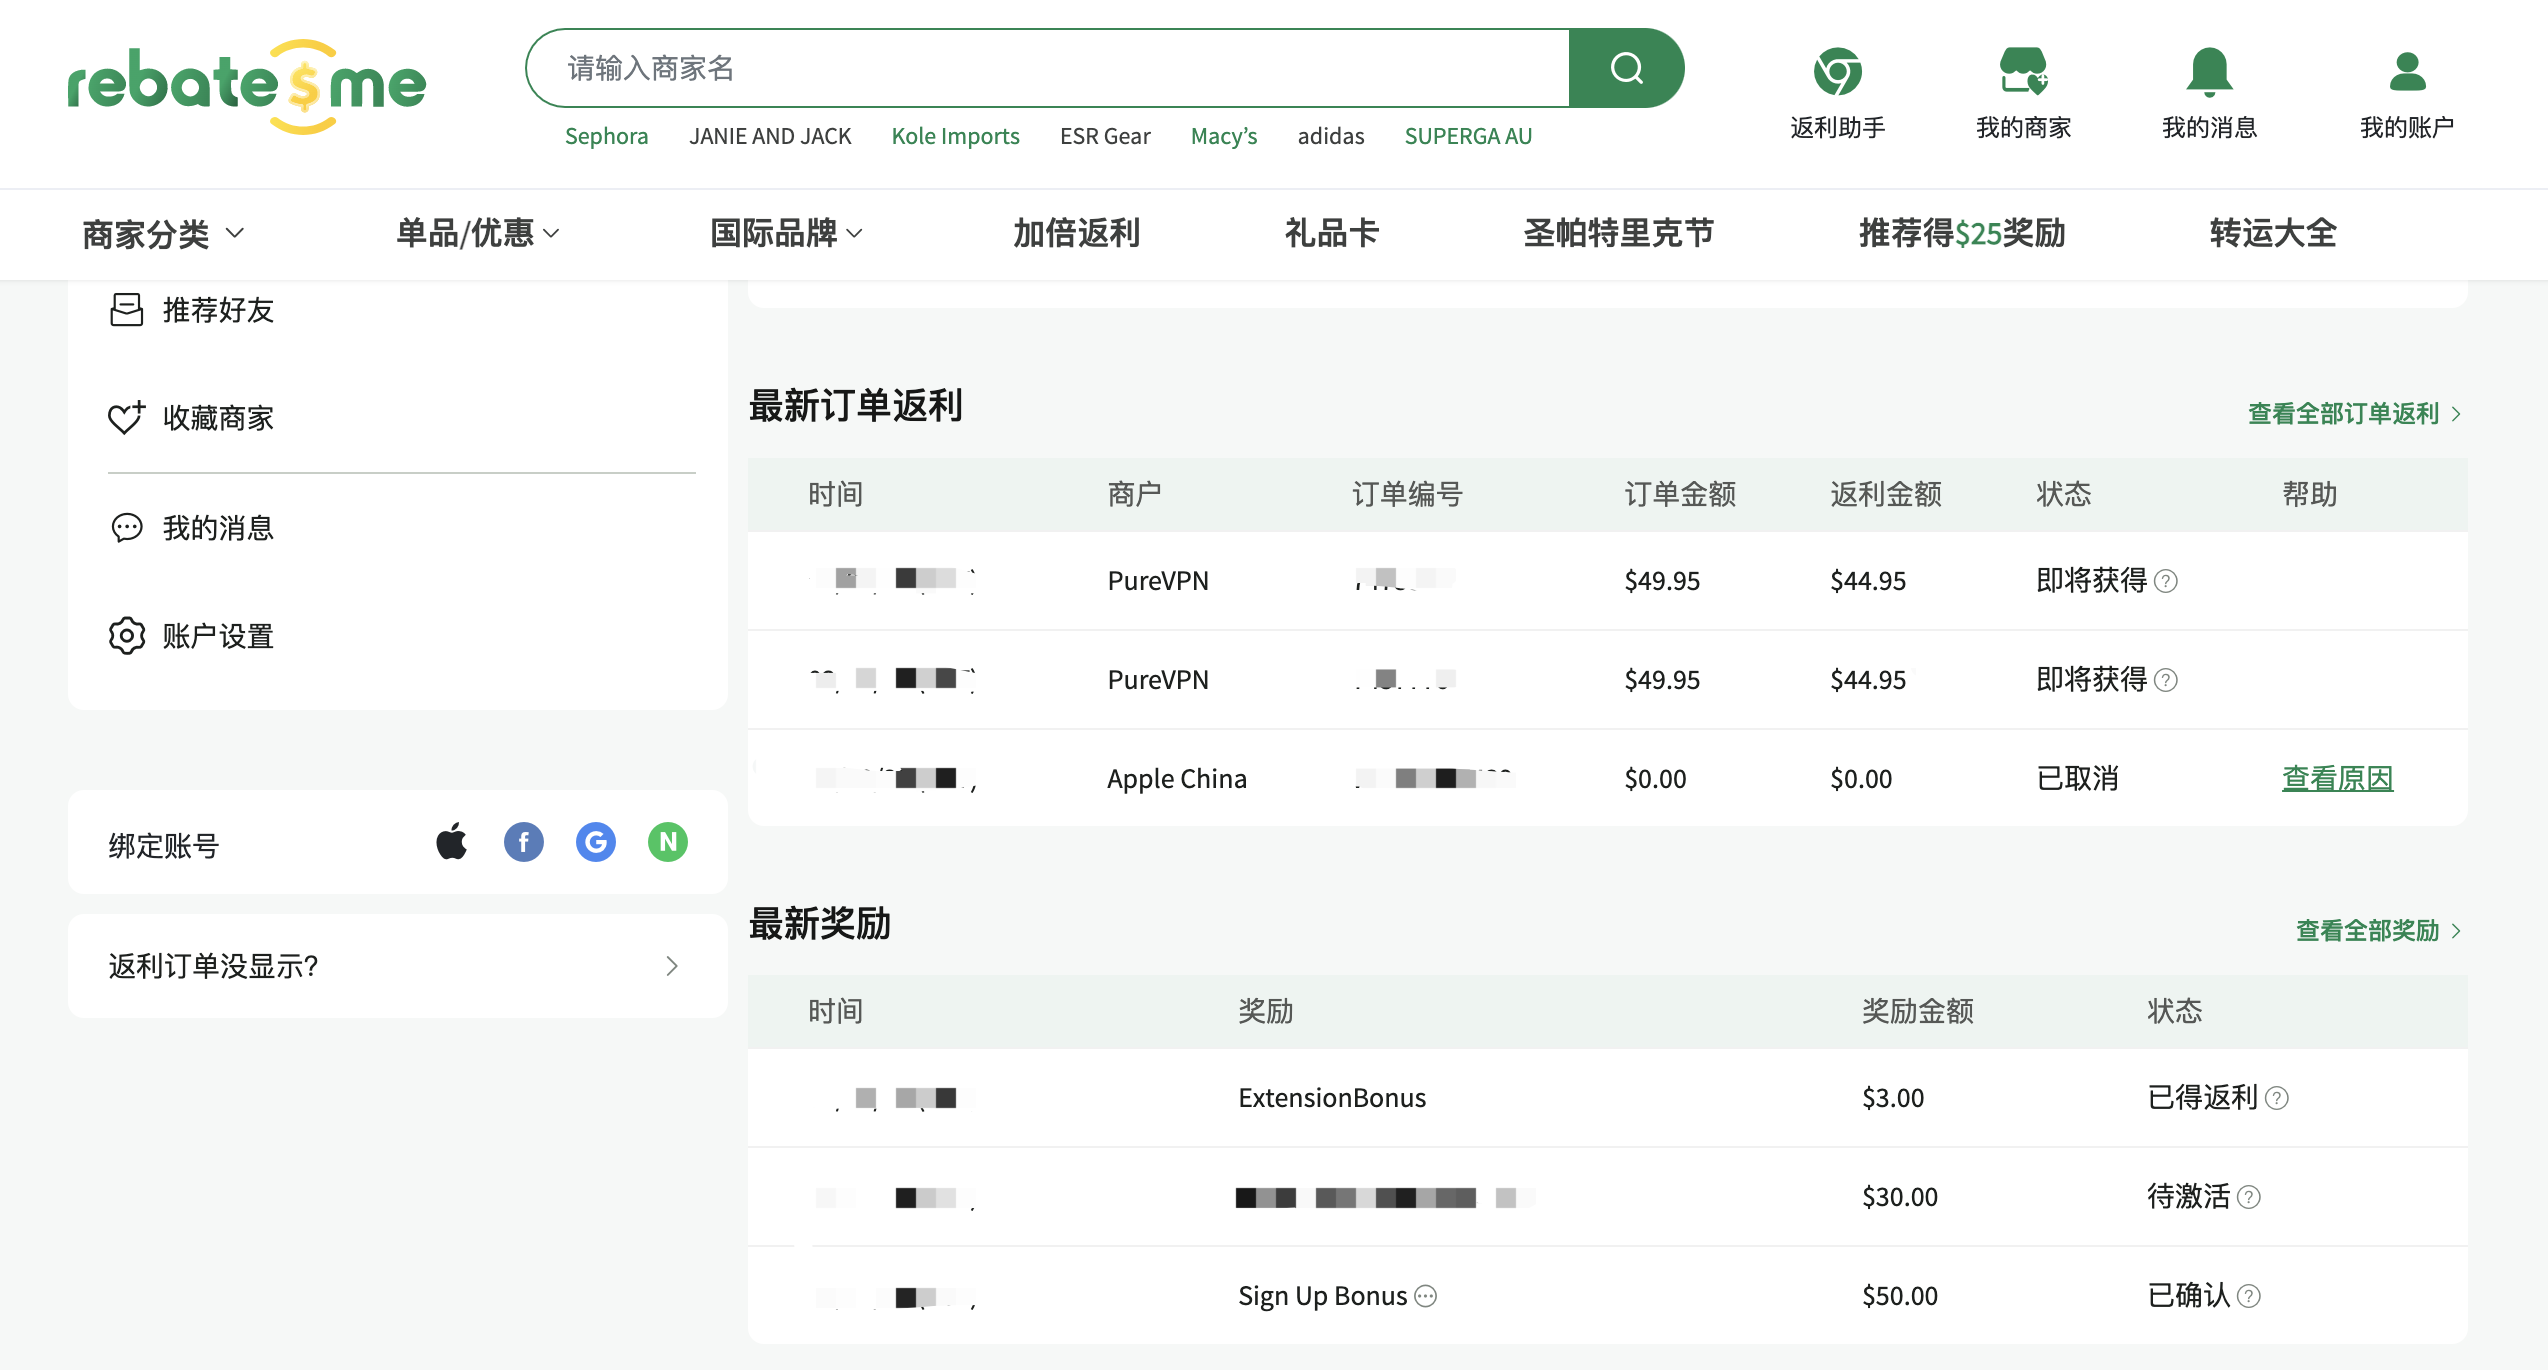 rebate$me
请输入商家名
Sephora JANIE AND JACK Kole Imports ESR Gear Macy’s adidas SUPERGA AU
返利助手 我的商家 我的消息 我的账户
商家分类 单品/优惠 国际品牌 加倍返利 礼品卡 圣帕特里克节 推荐得$25奖励 转运大全
推荐好友
收藏商家
我的消息
账户设置
绑定账号 f G N
返利订单没显示?
最新订单返利 查看全部订单返利
时间 商户 订单编号 订单金额 返利金额 状态 帮助
PureVPN $49.95 $44.95 即将获得 ?
PureVPN $49.95 $44.95 即将获得 ?
Apple China $0.00 $0.00 已取消 查看原因
最新奖励 查看全部奖励
时间 奖励 奖励金额 状态
ExtensionBonus $3.00 已得返利 ?
$30.00 待激活 ?
Sign Up Bonus $50.00 已确认 ?